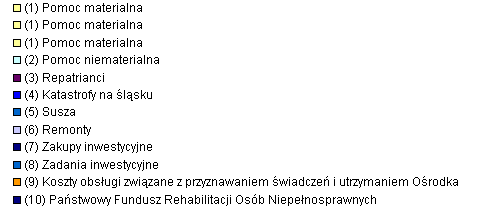 (1) Pomoc materialna
(1) Pomoc materialna
(1) Pomoc materialna
(2) Pomoc niematerialna
(3) Repatrianci
(4) Katastrofy na śląsku
(5) Susza
(6) Remonty
(7) Zakupy inwestycyjne
(8) Zadania inwestycyjne
(9) Koszty obsługi związane z przyznawaniem świadczeń i utrzymaniem Ośrodka
(10) Państwowy Fundusz Rehabilitacji Osób Niepełnosprawnych